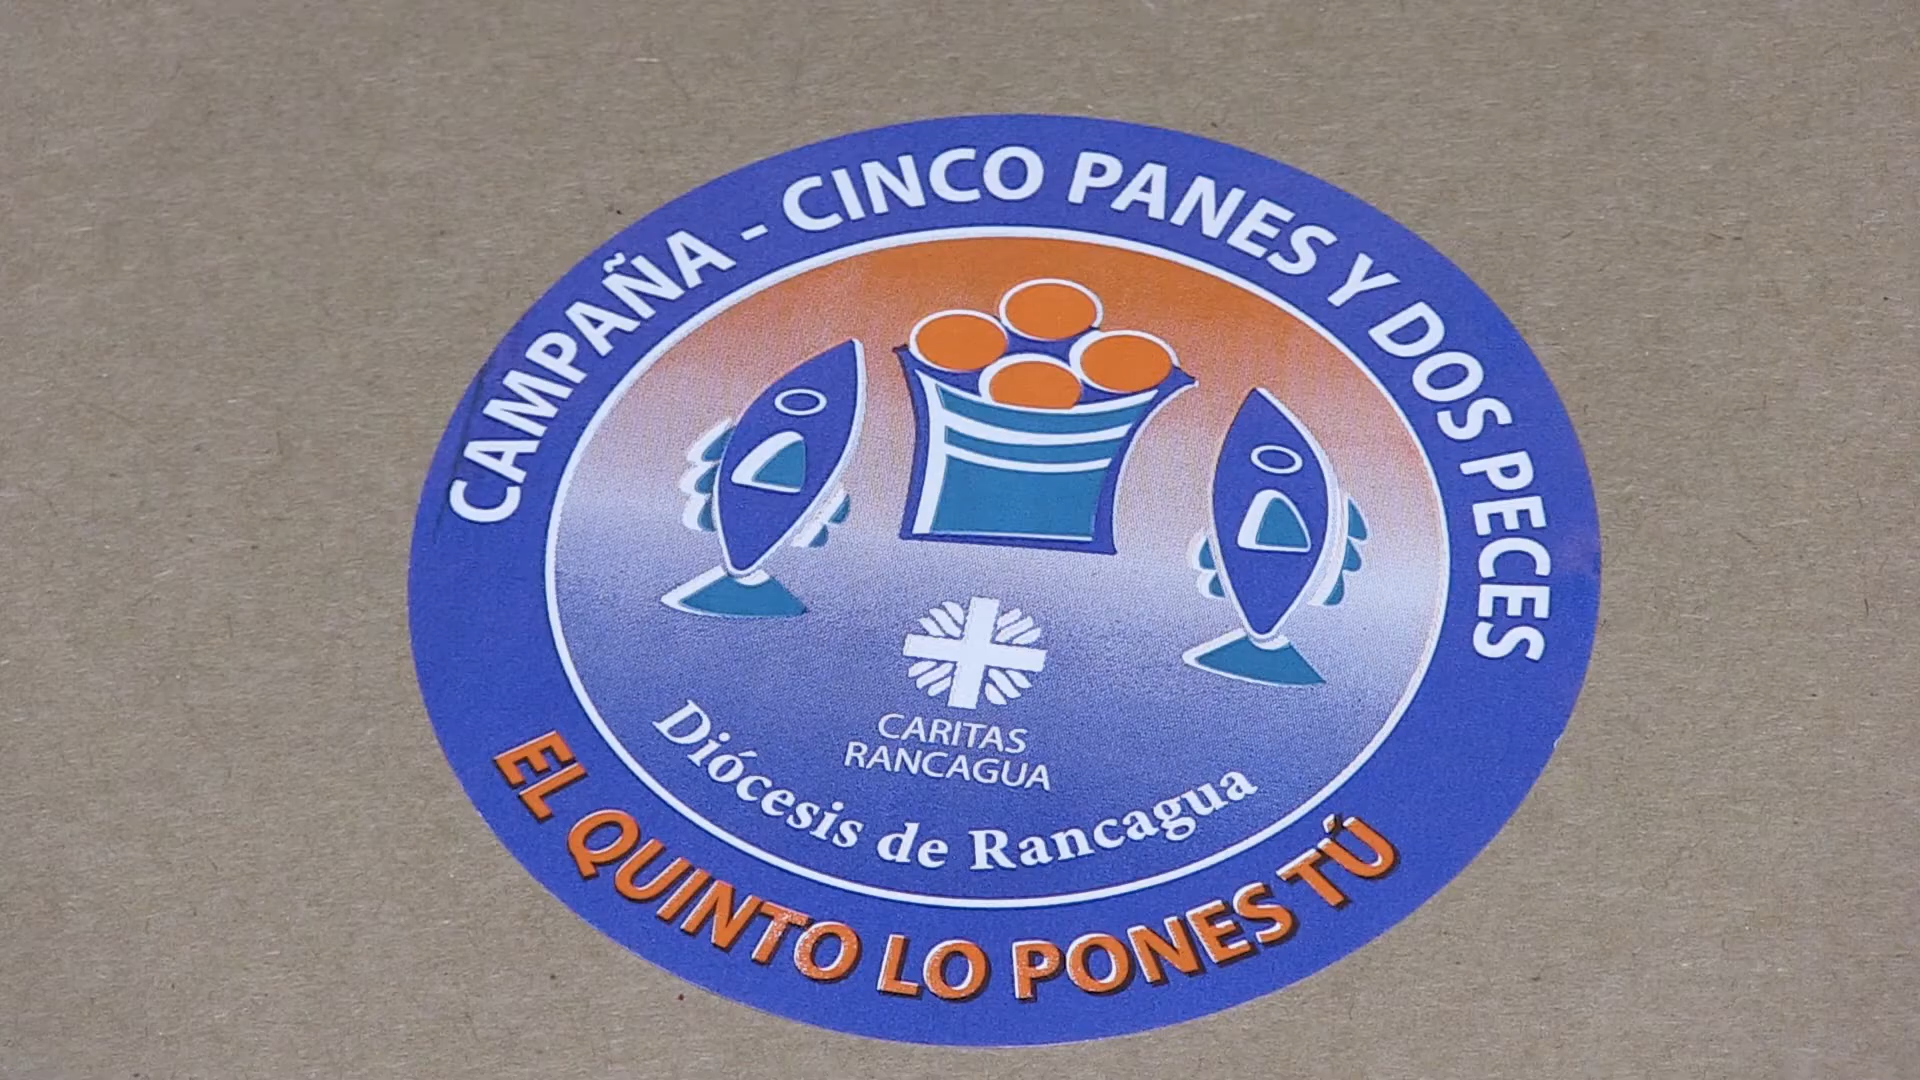 CAMPAÑA - CINCO PANES Y DOS PECES
CARITAS
RANCAGUA
Diócesis de Rancagua
EL QUINTO LO PONES TÚ